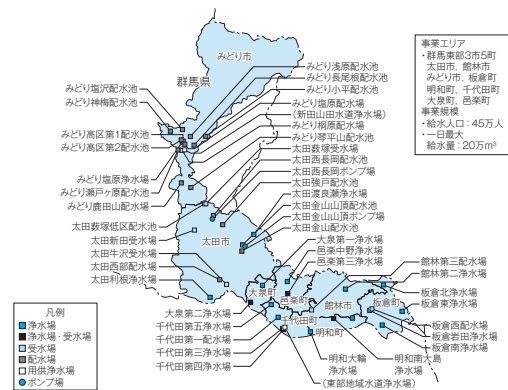 みどり市
群馬県
みどり塩沢配水池
みどり神梅配水池
みどり高区第1配水池
みどり高区第2配水池
みどり塩原浄水場
みどり瀬戸ヶ原配水池
みどり鹿田山配水場
みどり浅原配水池
みどり長尾根配水池
みどり小平配水池
みどり塩原配水場
(新田山田水道浄水場)
みどり桐原配水場
みどり琴平山配水池
太田薮塚受水場
太田西長岡配水池
太田西長岡ポンプ場
太田強戸配水池
太田渡良瀬浄水場
太田金山山頂配水池
太田金山山頂ポンプ場
太田金山配水池
太田薮塚低区配水池
太田新田受水場
太田牛沢受水場
太田西部配水場
太田利根浄水場
太田市
大泉第一浄水場
邑楽中野浄水場
邑楽第三浄水場
館林第三配水場
館林第二浄水場
板倉北浄水場
板倉東浄水場
板倉西配水場
板倉岩田浄水場
板倉南浄水場
大泉町
邑楽町
館林市
板倉町
千代田町
明和町
大泉第二浄水場
千代田第五浄水場
千代田第一配水場
千代田第三浄水場
千代田第四浄水場
明和大輪
浄水場
明和南大島
浄水場
(東部地域水道浄水場)
事業エリア
・群馬東部3市5町
太田市, 館林市
みどり市, 板倉町
明和町, 千代田町
大泉町, 邑楽町
事業規模
・給水人口：45万人
・一日最大
給水量：20万m³
凡例
浄水場
浄水場・受水場
受水場
配水場
用供浄水場
ポンプ場